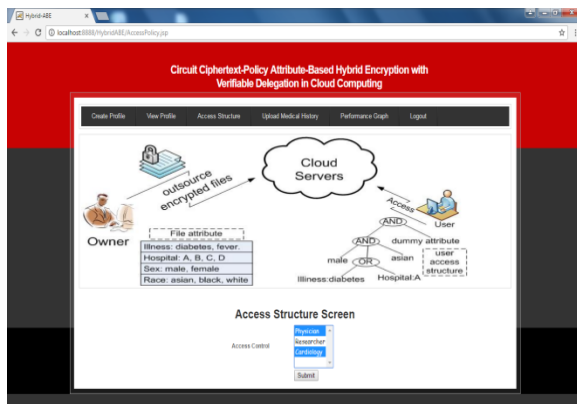 Hybrid-ABE
localhost:8888/HybridABE/AccessPolicy.jsp
Circuit Ciphertext-Policy Attribute-Based Hybrid Encryption with
Verifiable Delegation in Cloud Computing
Create Profile View Profile Access Structure Upload Medical History Performance Graph Logout
outsource
encrypted files
Cloud
Servers
Access
User
Owner
File attribute
Illness: diabetes, fever.
Hospital: A, B, C, D
Sex: male, female
Race: asian, black, white
AND
AND dummy attribute
male OR asian
Illness:diabetes Hospital:A
user
access
structure
Access Structure Screen
Access Control
Physician
Researcher
Cardiology
Submit